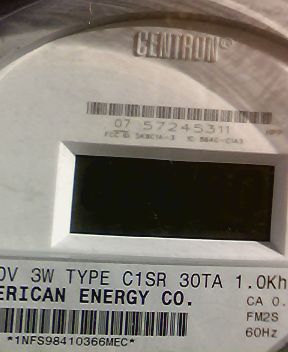 CENTRON®
07 57245311
0V 3W TYPE C1SR 30TA 1.0Kh
ERICAN ENERGY CO.
CA 0.
FM2S
*1NFS98410366MEC*
60Hz